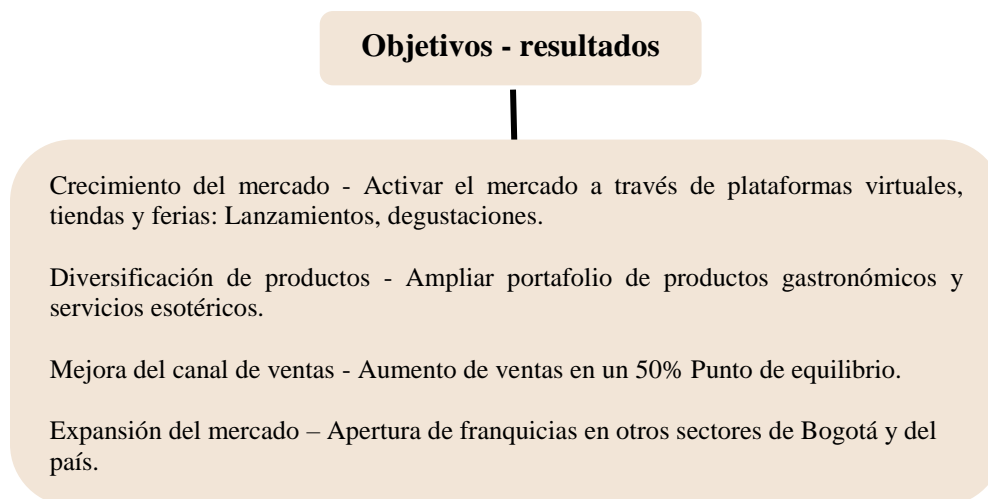 Objetivos - resultados
Crecimiento del mercado - Activar el mercado a través de plataformas virtuales,
tiendas y ferias: Lanzamientos, degustaciones.
Diversificación de productos - Ampliar portafolio de productos gastronómicos y
servicios esotéricos.
Mejora del canal de ventas - Aumento de ventas en un 50% Punto de equilibrio.
Expansión del mercado – Apertura de franquicias en otros sectores de Bogotá y del
país.